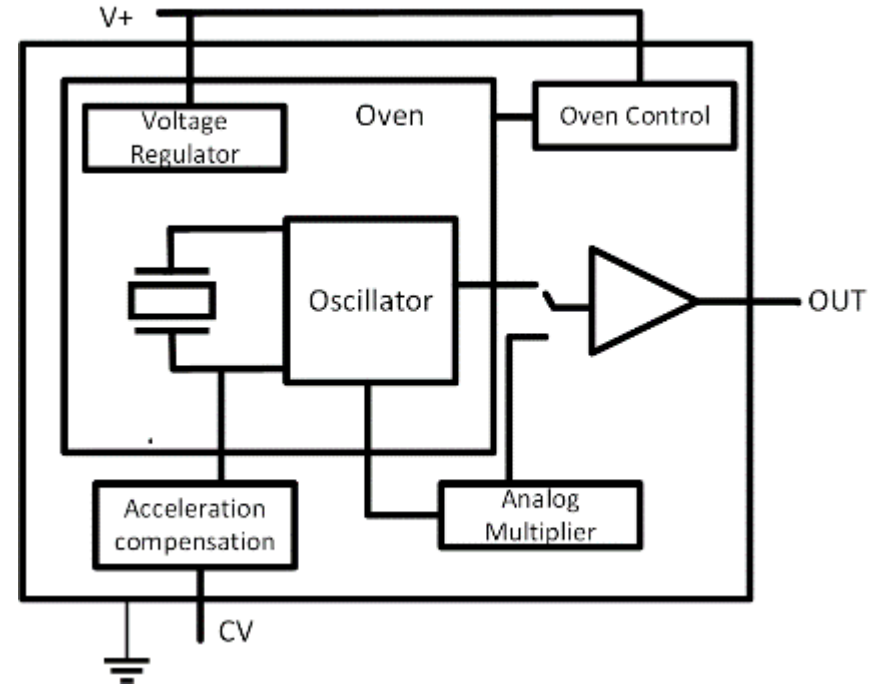 V+
Voltage
Regulator
Oven
Oven Control
Oscillator
OUT
Acceleration
compensation
Analog
Multiplier
CV